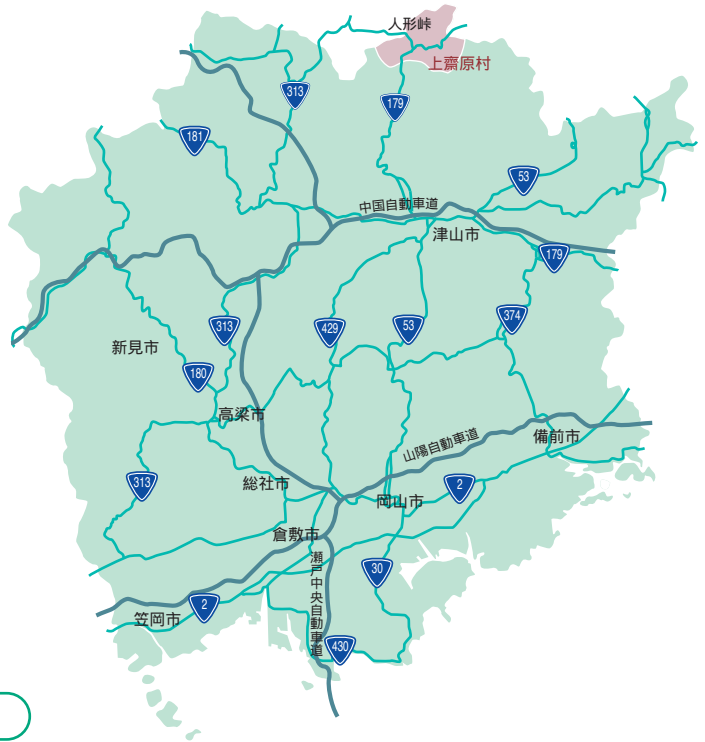 人形峠
上齋原村
313
179
181
53
中国自動車道
津山市
179
313
429
53
374
新見市
180
高梁市
山陽自動車道
備前市
313
総社市
岡山市
2
倉敷市
瀬戸中央自動車道
30
2
笠岡市
430